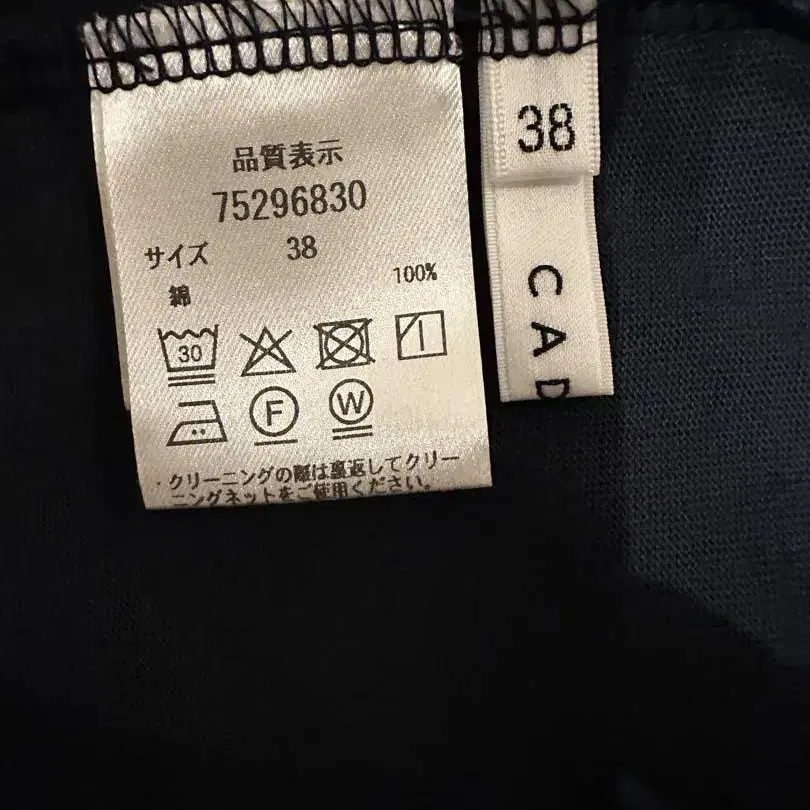 品質表示
75296830
サイズ 38
綿 100%
30
F
W
・クリーニングの際は裏返してクリー
ニングネットをご使用ください。
38
CAD